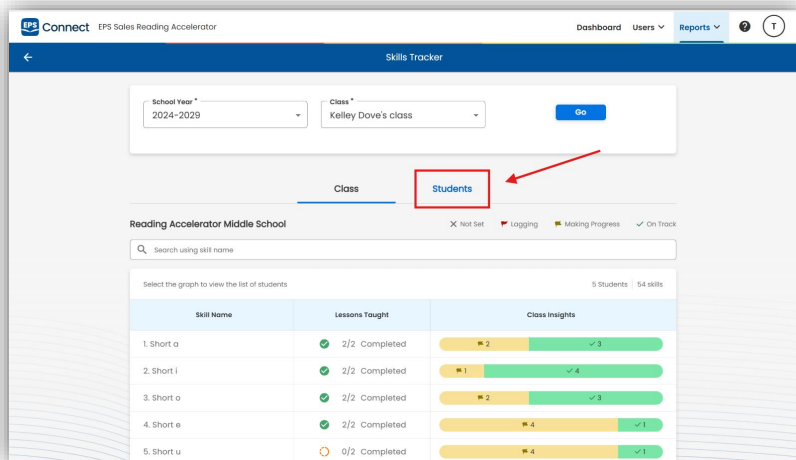 EPS Connect EPS Sales Reading Accelerator Dashboard Users Reports ? T
Skills Tracker
School Year * Class *
2024-2029 Kelley Dove's class Go
Class Students
Reading Accelerator Middle School Not Set Lagging Making Progress On Track
Search using skill name
Select the graph to view the list of students 5 Students 54 skills
Skill Name Lessons Taught Class Insights
1. Short a 2/2 Completed 2 3
2. Short i 2/2 Completed 1 4
3. Short o 2/2 Completed 2 3
4. Short e 2/2 Completed 4 1
5. Short u 0/2 Completed 4 1